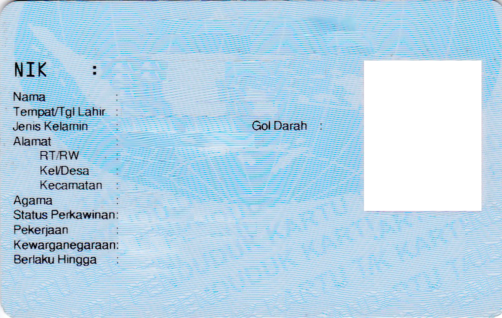 NIK :
Nama :
Tempat/Tgl Lahir :
Jenis Kelamin : Gol Darah :
Alamat :
RT/RW :
Kel/Desa :
Kecamatan :
Agama :
Status Perkawinan:
Pekerjaan :
Kewarganegaraan:
Berlaku Hingga :